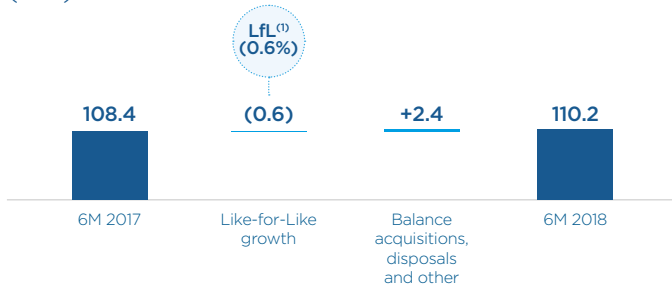 LfL(1)
(0.6%)
108.4
(0.6)
+2.4
110.2
6M 2017
Like-for-Like
growth
Balance
acquisitions,
disposals
and other
6M 2018